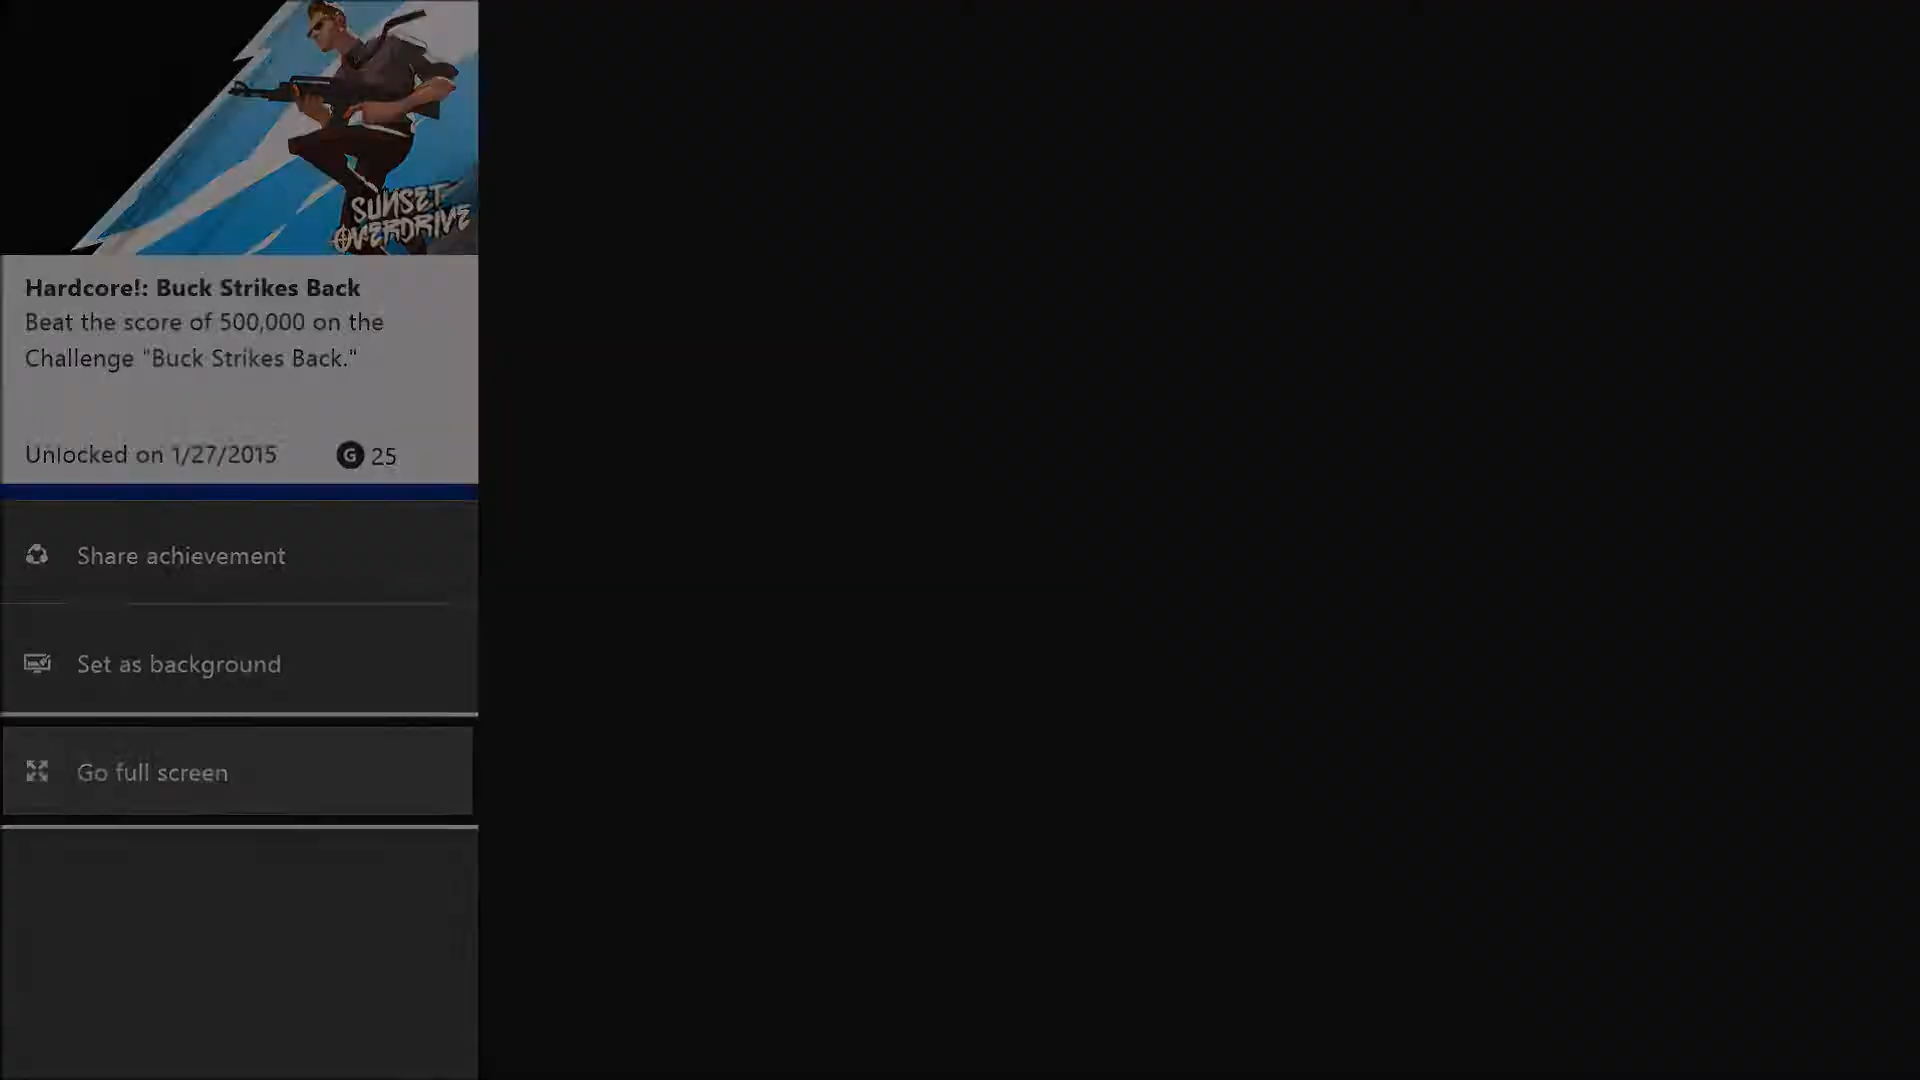 SUNSET
OVERDRIVE
Hardcore!: Buck Strikes Back
Beat the score of 500,000 on the
Challenge "Buck Strikes Back."
Unlocked on 1/27/2015 G 25
Share achievement
Set as background
Go full screen